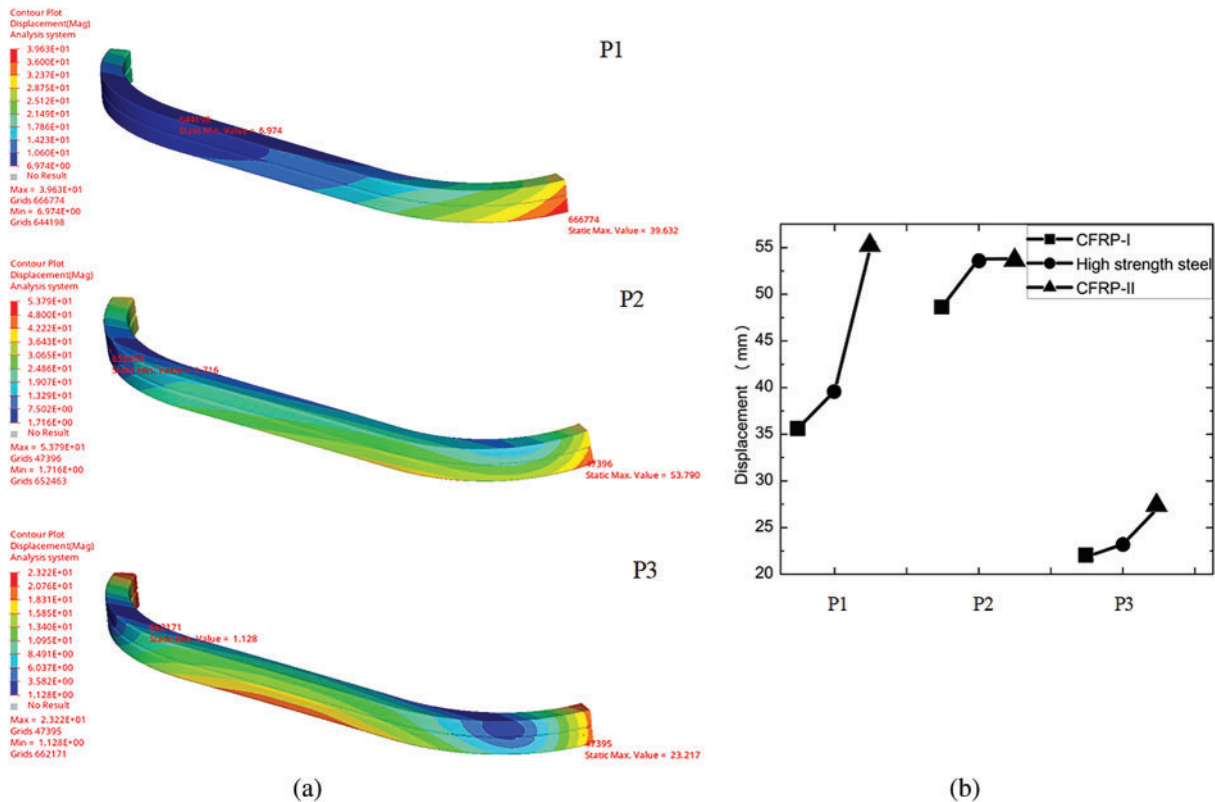 Contour Plot
Displacement(Mag)
Analysis system
3.963E+01
3.600E+01
3.237E+01
2.875E+01
2.512E+01
2.149E+01
1.786E+01
1.423E+01
1.060E+01
6.974E+00
No Result
Max = 3.963E+01
Grids 666774
Min = 6.974E+00
Grids 644198
P1
644198
Static Min. Value = 6.974
666774
Static Max. Value = 39.632
Contour Plot
Displacement(Mag)
Analysis system
5.379E+01
4.800E+01
4.222E+01
3.643E+01
3.065E+01
2.486E+01
1.907E+01
1.329E+01
7.502E+00
1.716E+00
No Result
Max = 5.379E+01
Grids 47396
Min = 1.716E+00
Grids 652463
P2
652463
Static Min. Value = 1.716
47396
Static Max. Value = 53.790
Contour Plot
Displacement(Mag)
Analysis system
2.322E+01
2.076E+01
1.831E+01
1.585E+01
1.340E+01
1.095E+01
8.491E+00
6.037E+00
3.582E+00
1.128E+00
No Result
Max = 2.322E+01
Grids 47395
Min = 1.128E+00
Grids 662171
P3
662171
Static Min. Value = 1.128
47395
Static Max. Value = 23.217
(a)
Displacement (mm)
55
50
45
40
35
30
25
20
CFRP-I
High strength steel
CFRP-II
P1
P2
P3
(b)